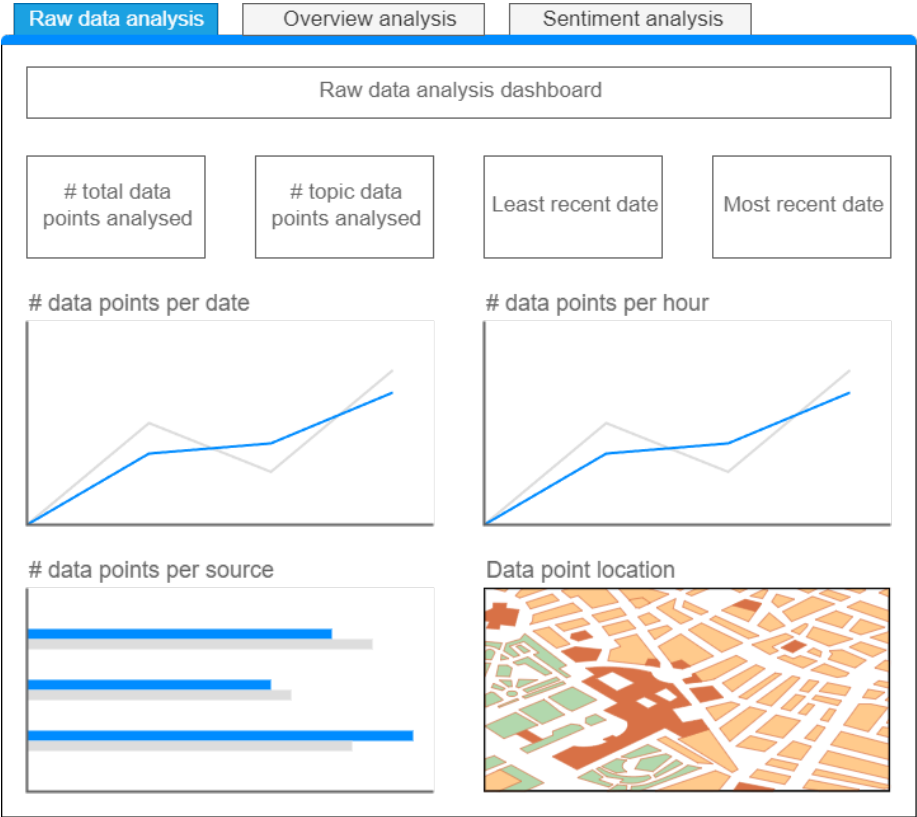 Raw data analysis
Overview analysis
Sentiment analysis
Raw data analysis dashboard
# total data
points analysed
# topic data
points analysed
Least recent date
Most recent date
# data points per date
# data points per hour
# data points per source
Data point location